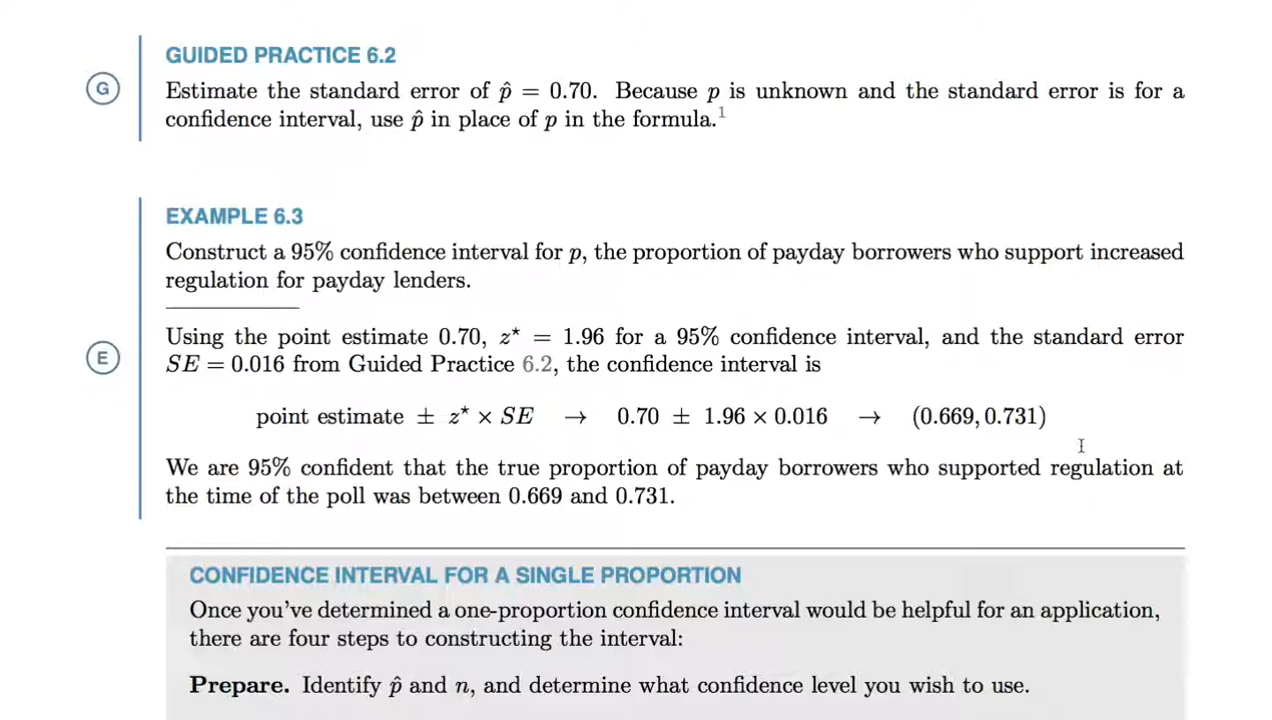 GUIDED PRACTICE 6.2
G
Estimate the standard error of p̂ = 0.70. Because p is unknown and the standard error is for a
confidence interval, use p̂ in place of p in the formula.¹
EXAMPLE 6.3
Construct a 95% confidence interval for p, the proportion of payday borrowers who support increased
regulation for payday lenders.
E
Using the point estimate 0.70, z⋆ = 1.96 for a 95% confidence interval, and the standard error
SE = 0.016 from Guided Practice 6.2, the confidence interval is
point estimate ± z⋆ × SE → 0.70 ± 1.96 × 0.016 → (0.669, 0.731)
We are 95% confident that the true proportion of payday borrowers who supported regulation at
the time of the poll was between 0.669 and 0.731.
CONFIDENCE INTERVAL FOR A SINGLE PROPORTION
Once you've determined a one-proportion confidence interval would be helpful for an application,
there are four steps to constructing the interval:
Prepare. Identify p̂ and n, and determine what confidence level you wish to use.